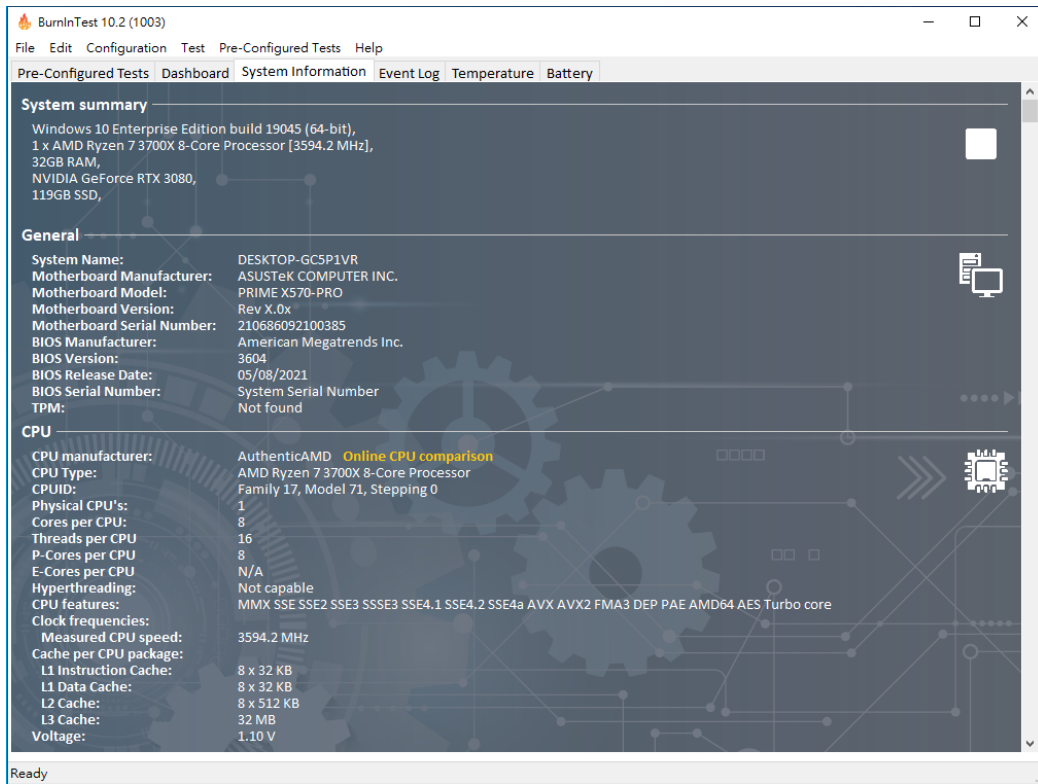 BurnInTest 10.2 (1003)
File Edit Configuration Test Pre-Configured Tests Help
Pre-Configured Tests Dashboard System Information Event Log Temperature Battery
System summary
Windows 10 Enterprise Edition build 19045 (64-bit),
1 x AMD Ryzen 7 3700X 8-Core Processor [3594.2 MHz],
32GB RAM,
NVIDIA GeForce RTX 3080,
119GB SSD,
General
System Name: DESKTOP-GC5P1VR
Motherboard Manufacturer: ASUSTeK COMPUTER INC.
Motherboard Model: PRIME X570-PRO
Motherboard Version: Rev X.0x
Motherboard Serial Number: 210686092100385
BIOS Manufacturer: American Megatrends Inc.
BIOS Version: 3604
BIOS Release Date: 05/08/2021
BIOS Serial Number: System Serial Number
TPM: Not found
CPU
CPU manufacturer: AuthenticAMD Online CPU comparison
CPU Type: AMD Ryzen 7 3700X 8-Core Processor
CPUID: Family 17, Model 71, Stepping 0
Physical CPU's: 1
Cores per CPU: 8
Threads per CPU 16
P-Cores per CPU 8
E-Cores per CPU N/A
Hyperthreading: Not capable
CPU features: MMX SSE SSE2 SSE3 SSSE3 SSE4.1 SSE4.2 SSE4a AVX AVX2 FMA3 DEP PAE AMD64 AES Turbo core
Clock frequencies:
Measured CPU speed: 3594.2 MHz
Cache per CPU package:
L1 Instruction Cache: 8 x 32 KB
L1 Data Cache: 8 x 32 KB
L2 Cache: 8 x 512 KB
L3 Cache: 32 MB
Voltage: 1.10 V
Ready